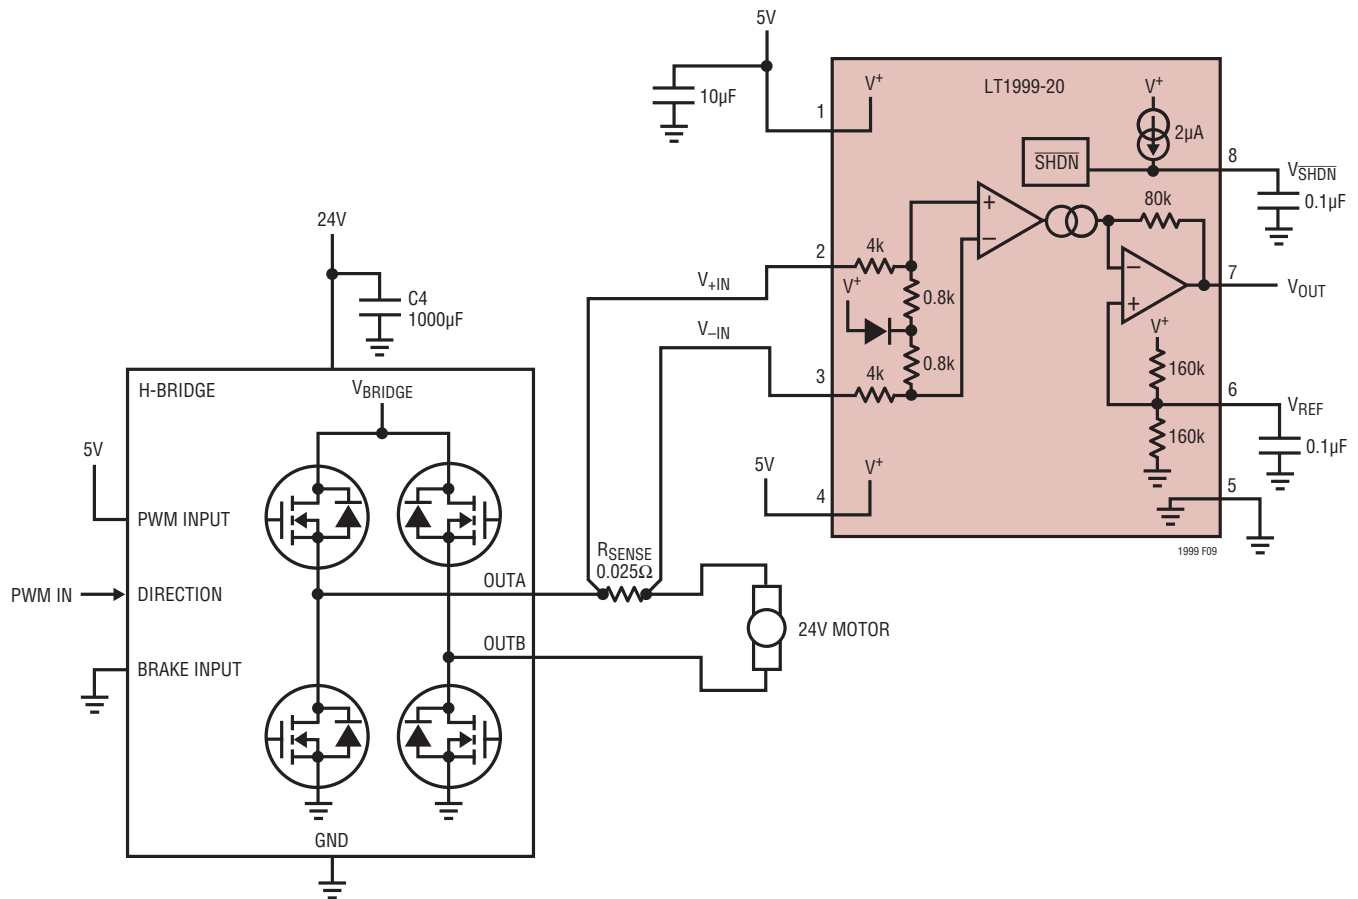 5V
10µF
1
V+
LT1999-20
V+
2µA
SHDN
8
VSHDN
0.1µF
80k
24V
2
4k
V+IN
V+
0.8k
7
VOUT
C4
1000µF
V–IN
V+
0.8k
160k
3
4k
6
VREF
H-BRIDGE
VBRIDGE
160k
0.1µF
5V
5V
V+
4
5
PWM INPUT
1999 F09
RSENSE
0.025Ω
OUTA
PWM IN
DIRECTION
24V MOTOR
OUTB
BRAKE INPUT
GND